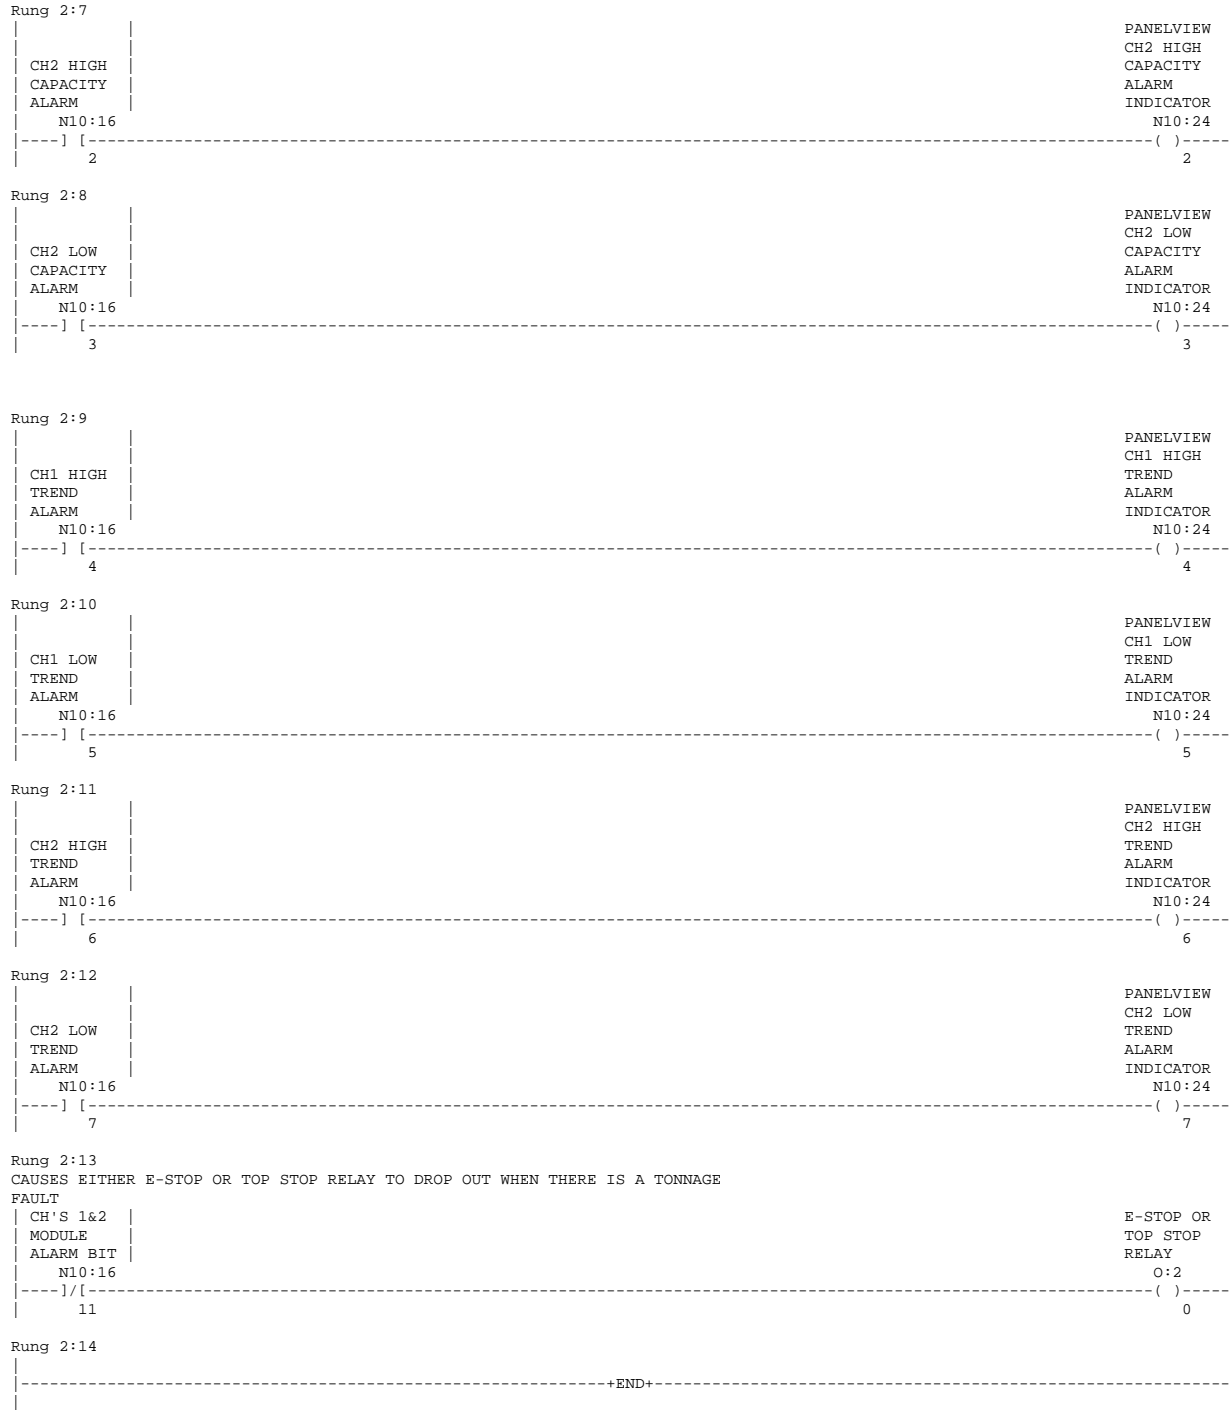 Rung 2:7
PANELVIEW
CH2 HIGH
CH2 HIGH CAPACITY
CAPACITY ALARM
ALARM INDICATOR
N10:16 N10:24
|----] [----( )-----
2 2
Rung 2:8
PANELVIEW
CH2 LOW
CH2 LOW CAPACITY
CAPACITY ALARM
ALARM INDICATOR
N10:16 N10:24
|----] [----( )-----
3 3
Rung 2:9
PANELVIEW
CH1 HIGH
CH1 HIGH TREND
TREND ALARM
ALARM INDICATOR
N10:16 N10:24
|----] [----( )-----
4 4
Rung 2:10
PANELVIEW
CH1 LOW
CH1 LOW TREND
TREND ALARM
ALARM INDICATOR
N10:16 N10:24
|----] [----( )-----
5 5
Rung 2:11
PANELVIEW
CH2 HIGH
CH2 HIGH TREND
TREND ALARM
ALARM INDICATOR
N10:16 N10:24
|----] [----( )-----
6 6
Rung 2:12
PANELVIEW
CH2 LOW
CH2 LOW TREND
TREND ALARM
ALARM INDICATOR
N10:16 N10:24
|----] [----( )-----
7 7
Rung 2:13
CAUSES EITHER E-STOP OR TOP STOP RELAY TO DROP OUT WHEN THERE IS A TONNAGE
FAULT
CH'S 1&2 E-STOP OR
MODULE TOP STOP
ALARM BIT RELAY
N10:16 O:2
|----]/[----( )-----
11 0
Rung 2:14
|----+END+----